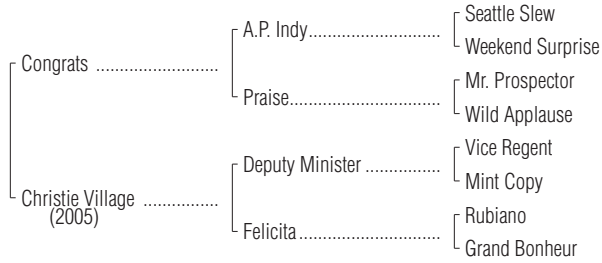 Seattle Slew
A.P. Indy
Weekend Surprise
Congrats
Mr. Prospector
Praise
Wild Applause
Vice Regent
Deputy Minister
Mint Copy
Christie Village
(2005)
Rubiano
Felicita
Grand Bonheur